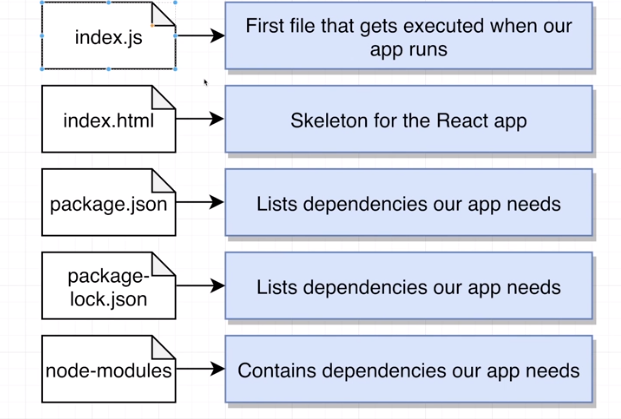 index.js
First file that gets executed when our
app runs
index.html
Skeleton for the React app
package.json
Lists dependencies our app needs
package-
lock.json
Lists dependencies our app needs
node-modules
Contains dependencies our app needs